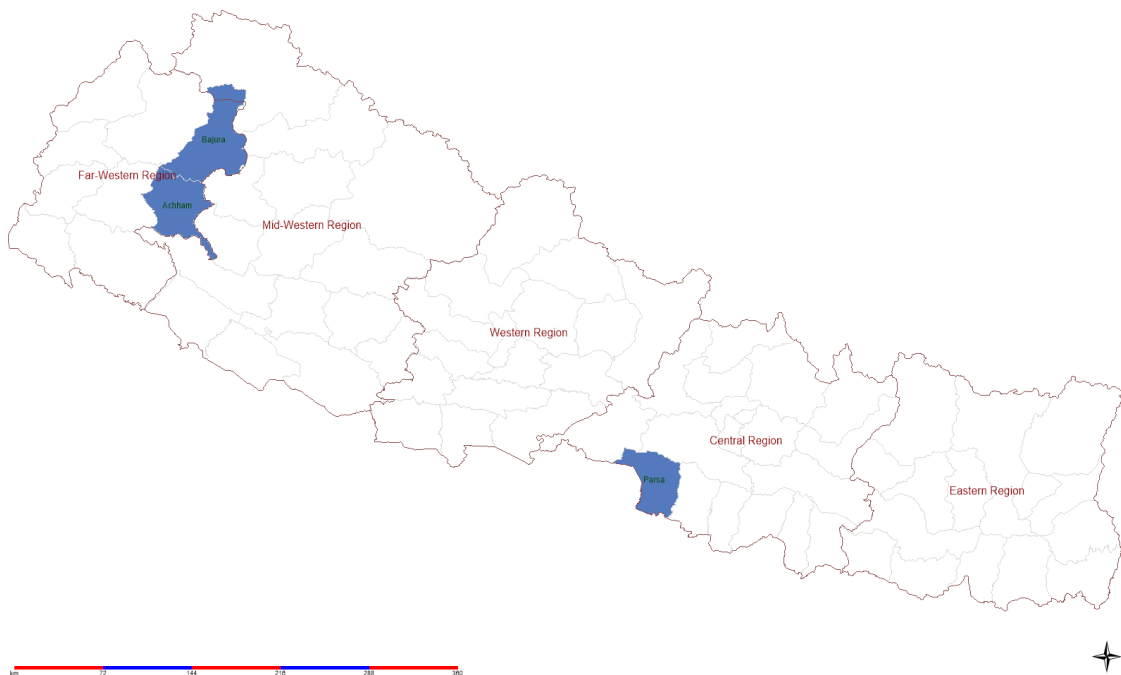 Bajura
Far-Western Region
Achham
Mid-Western Region
Western Region
Central Region
Parsa
Eastern Region
km 72 144 216 288 360